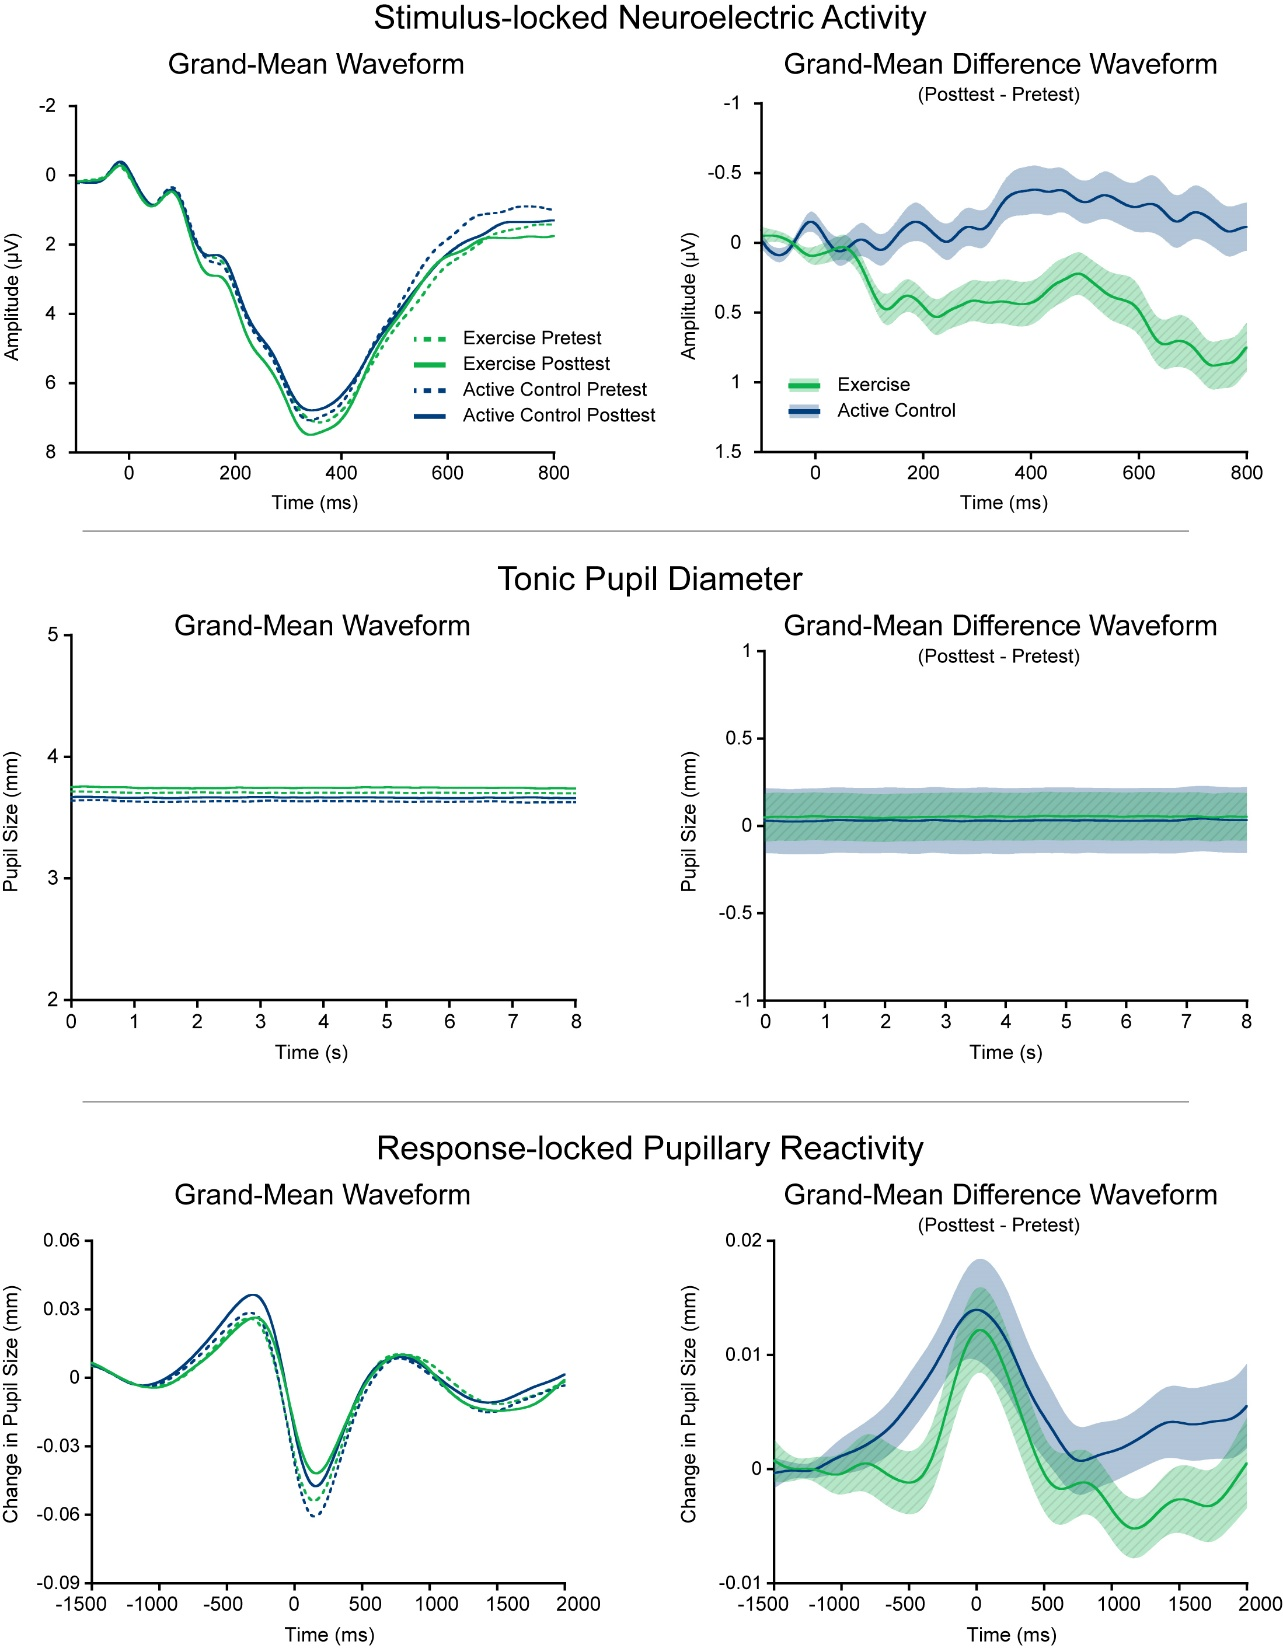 Stimulus-locked Neuroelectric Activity
Grand-Mean Waveform
-2
0
2
4
6
8
Amplitude (µV)
0 200 400 600 800
Time (ms)
Exercise Pretest
Exercise Posttest
Active Control Pretest
Active Control Posttest
Grand-Mean Difference Waveform
(Posttest - Pretest)
-1
-0.5
0
0.5
1
1.5
Amplitude (µV)
0 200 400 600 800
Time (ms)
Exercise
Active Control
Tonic Pupil Diameter
Grand-Mean Waveform
5
4
3
2
Pupil Size (mm)
0 1 2 3 4 5 6 7 8
Time (s)
Grand-Mean Difference Waveform
(Posttest - Pretest)
1
0.5
0
-0.5
-1
Pupil Size (mm)
0 1 2 3 4 5 6 7 8
Time (s)
Response-locked Pupillary Reactivity
Grand-Mean Waveform
0.06
0.03
0
-0.03
-0.06
-0.09
Change in Pupil Size (mm)
-1500 -1000 -500 0 500 1000 1500 2000
Time (ms)
Grand-Mean Difference Waveform
(Posttest - Pretest)
0.02
0.01
0
-0.01
Change in Pupil Size (mm)
-1500 -1000 -500 0 500 1000 1500 2000
Time (ms)